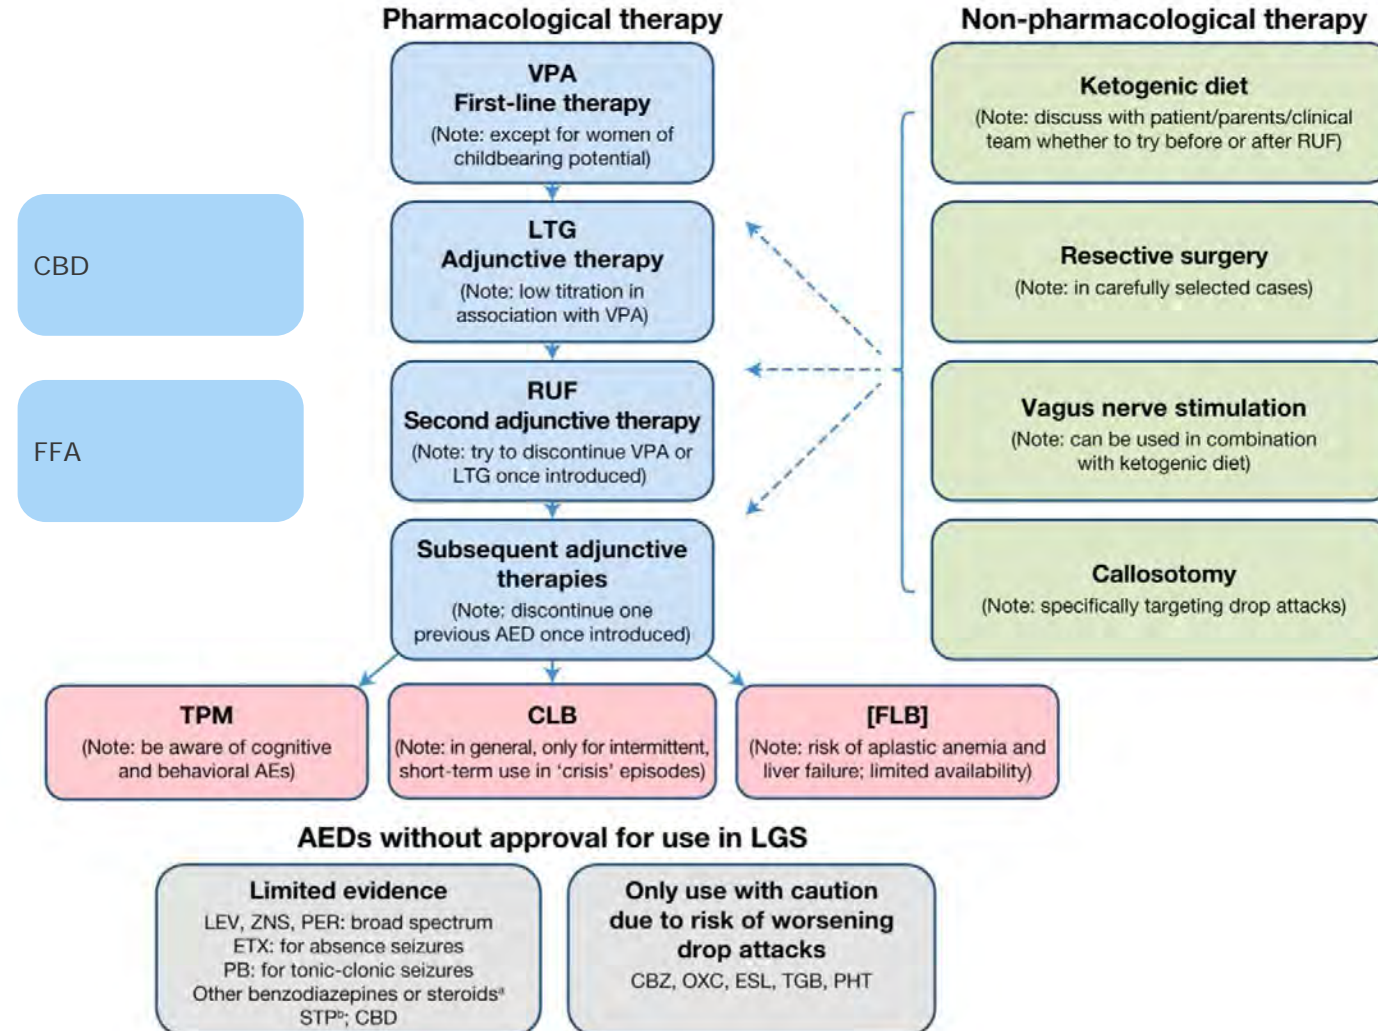 Pharmacological therapy
VPA
First-line therapy
(Note: except for women of
childbearing potential)
LTG
Adjunctive therapy
(Note: low titration in
association with VPA)
RUF
Second adjunctive therapy
(Note: try to discontinue VPA or
LTG once introduced)
Subsequent adjunctive
therapies
(Note: discontinue one
previous AED once introduced)
CBD
FFA
Non-pharmacological therapy
Ketogenic diet
(Note: discuss with patient/parents/clinical
team whether to try before or after RUF)
Resective surgery
(Note: in carefully selected cases)
Vagus nerve stimulation
(Note: can be used in combination
with ketogenic diet)
Callosotomy
(Note: specifically targeting drop attacks)
TPM
(Note: be aware of cognitive
and behavioral AEs)
CLB
(Note: in general, only for intermittent,
short-term use in ‘crisis’ episodes)
[FLB]
(Note: risk of aplastic anemia and
liver failure; limited availability)
AEDs without approval for use in LGS
Limited evidence
LEV, ZNS, PER: broad spectrum
ETX: for absence seizures
PB: for tonic-clonic seizures
Other benzodiazepines or steroidsᵃ
STPᵇ; CBD
Only use with caution
due to risk of worsening
drop attacks
CBZ, OXC, ESL, TGB, PHT